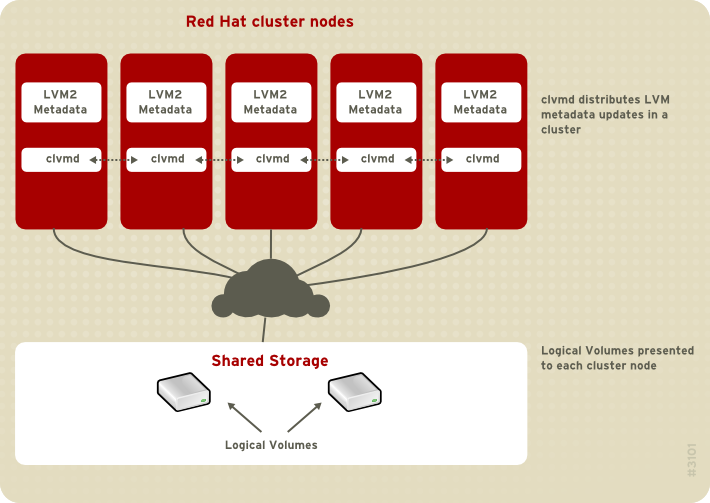 Red Hat cluster nodes
LVM2
Metadata
LVM2
Metadata
LVM2
Metadata
LVM2
Metadata
LVM2
Metadata
clvmd
clvmd
clvmd
clvmd
clvmd
clvmd distributes LVM
metadata updates in a
cluster
Shared Storage
Logical Volumes
Logical Volumes presented
to each cluster node
#3101